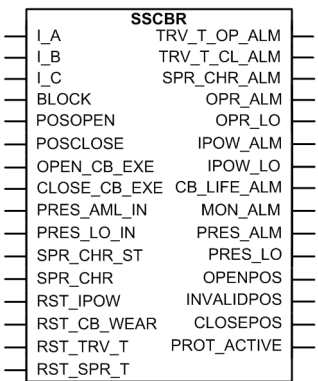 SSCBR
I_A TRV_T_OP_ALM
I_B TRV_T_CL_ALM
I_C SPR_CHR_ALM
BLOCK OPR_ALM
POSOPEN OPR_LO
POSCLOSE IPOW_ALM
OPEN_CB_EXE IPOW_LO
CLOSE_CB_EXE CB_LIFE_ALM
PRES_AML_IN MON_ALM
PRES_LO_IN PRES_ALM
SPR_CHR_ST PRES_LO
SPR_CHR OPENPOS
RST_IPOW INVALIDPOS
RST_CB_WEAR CLOSEPOS
RST_TRV_T PROT_ACTIVE
RST_SPR_T